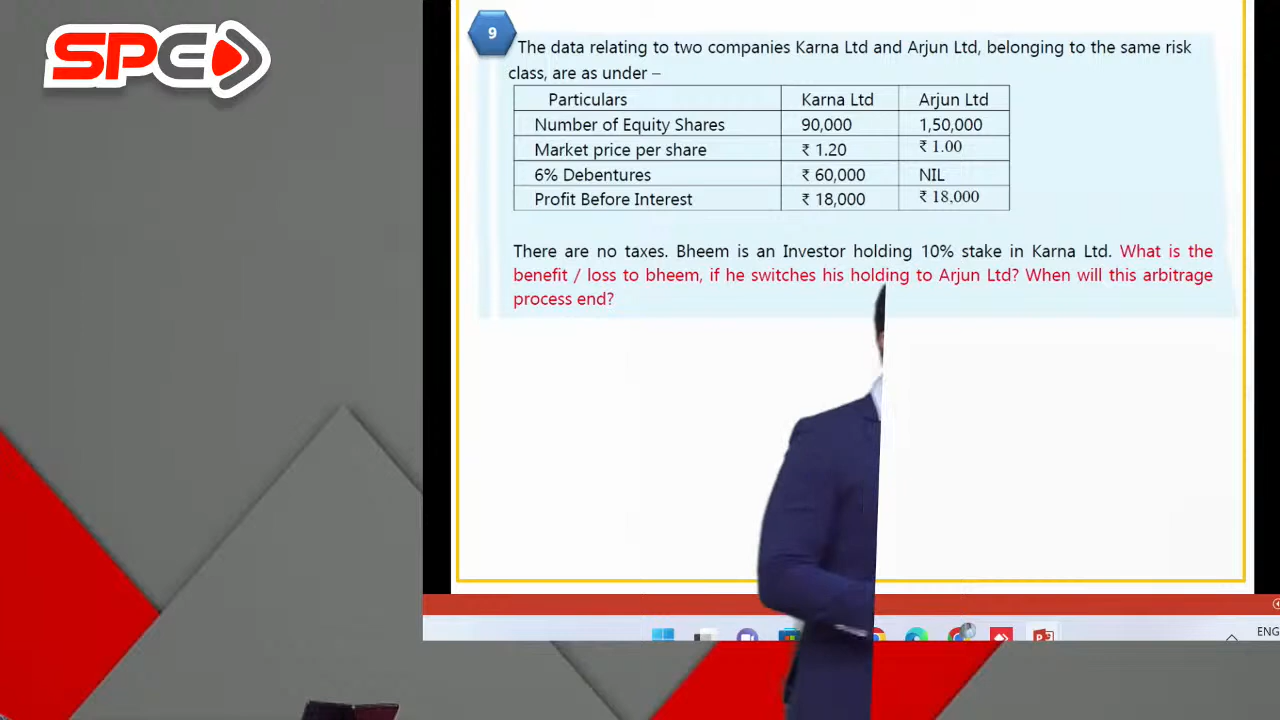 SPED
9
The data relating to two companies Karna Ltd and Arjun Ltd, belonging to the same risk
class, are as under –
Particulars Karna Ltd Arjun Ltd
Number of Equity Shares 90,000 1,50,000
Market price per share ₹ 1.20 ₹ 1.00
6% Debentures ₹ 60,000 NIL
Profit Before Interest ₹ 18,000 ₹ 18,000
There are no taxes. Bheem is an Investor holding 10% stake in Karna Ltd. What is the
benefit / loss to bheem, if he switches his holding to Arjun Ltd? When will this arbitrage
process end?
ENG